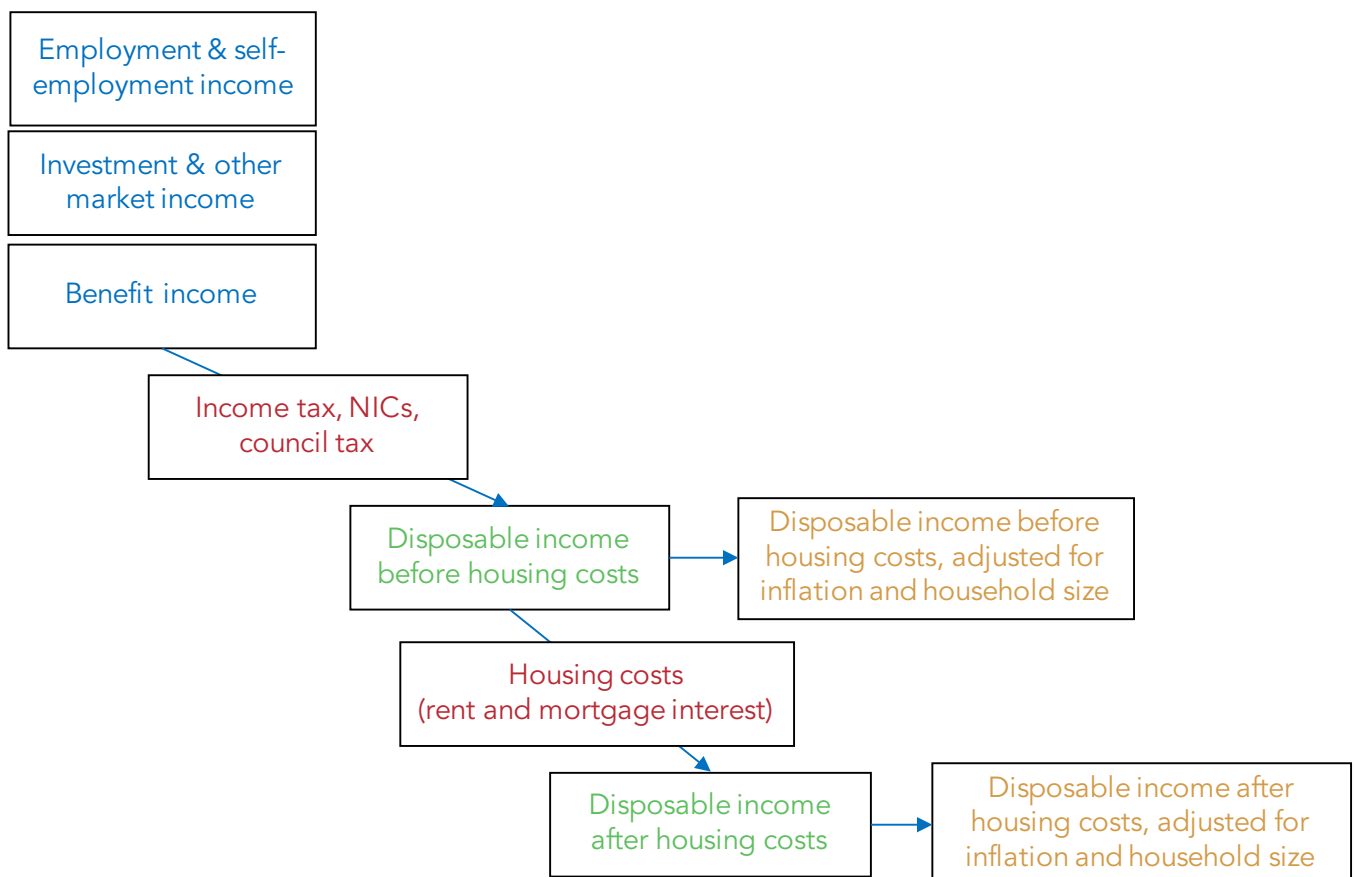 Employment & self-
employment income
Investment & other
market income
Benefit income
Income tax, NICs,
council tax
Disposable income
before housing costs
Disposable income before
housing costs, adjusted for
inflation and household size
Housing costs
(rent and mortgage interest)
Disposable income
after housing costs
Disposable income after
housing costs, adjusted for
inflation and household size